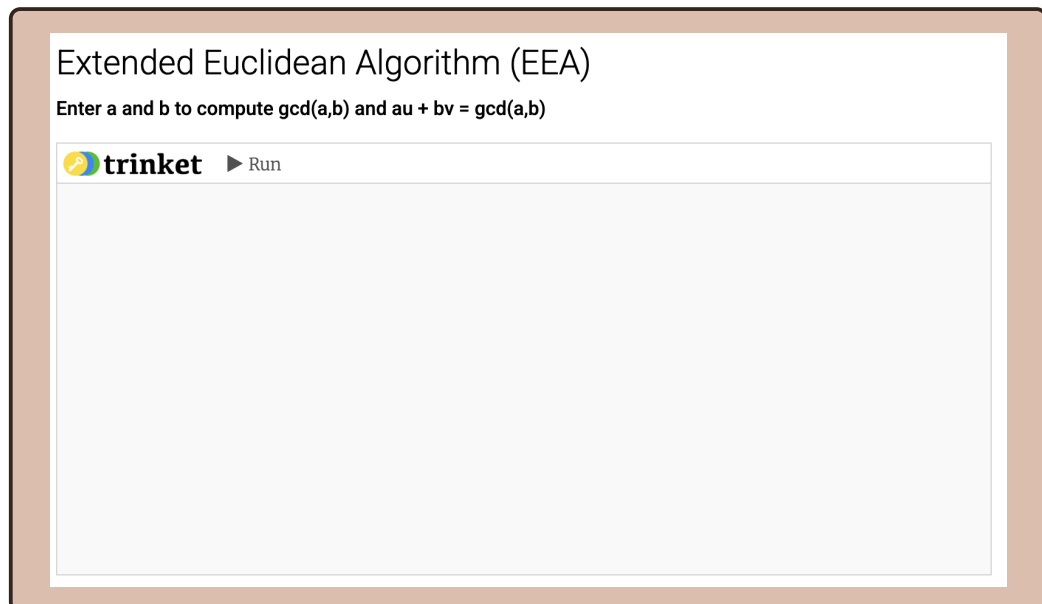 Extended Euclidean Algorithm (EEA)
Enter a and b to compute gcd(a,b) and au + bv = gcd(a,b)
trinket Run